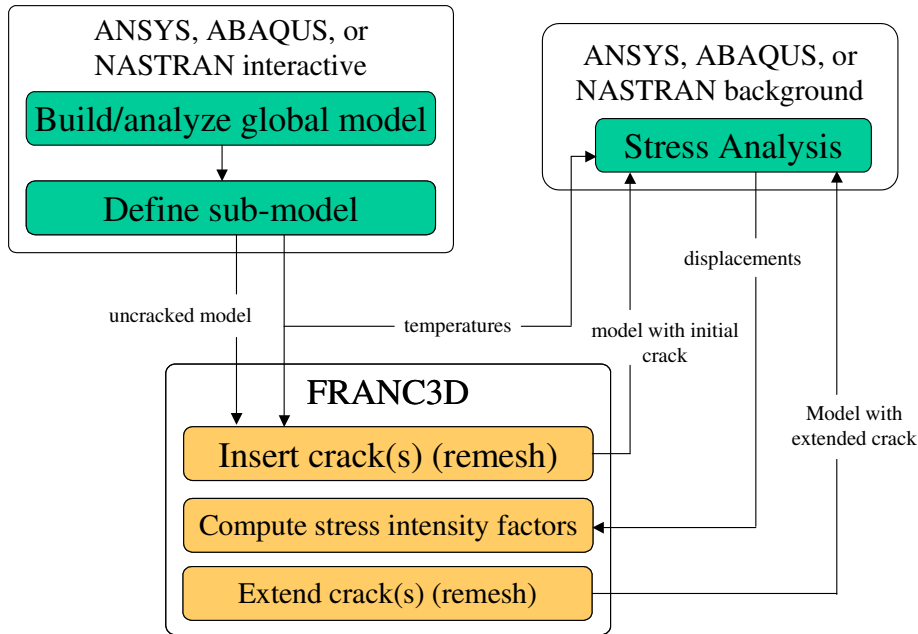 ANSYS, ABAQUS, or
NASTRAN interactive
Build/analyze global model
Define sub-model
ANSYS, ABAQUS, or
NASTRAN background
Stress Analysis
uncracked model
temperatures
displacements
model with initial
crack
Model with
extended crack
FRANC3D
Insert crack(s) (remesh)
Compute stress intensity factors
Extend crack(s) (remesh)